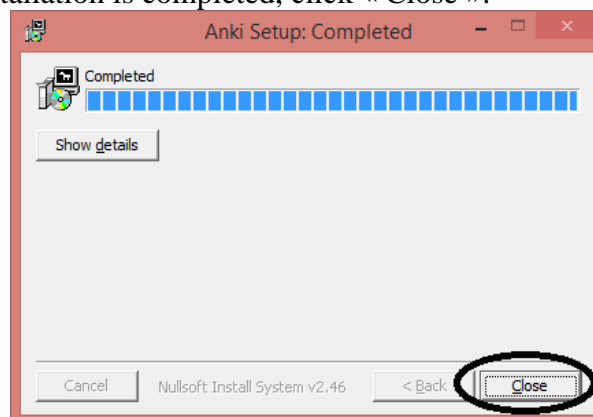 tallation is completed, click « Close ».
Anki Setup: Completed
Completed
Show details
Cancel Nullsoft Install System v2.46 < Back Close